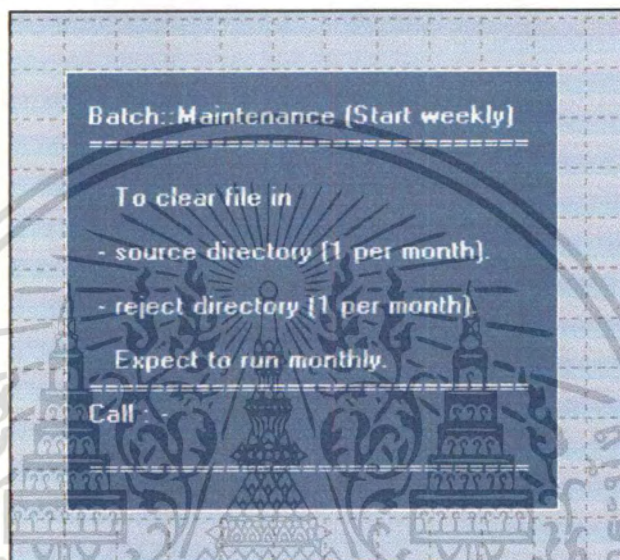 Batch::Maintenance (Start weekly)
==============================
To clear file in
- source directory (1 per month).
- reject directory (1 per month)
Expect to run monthly.
==============================
Call : -
==============================